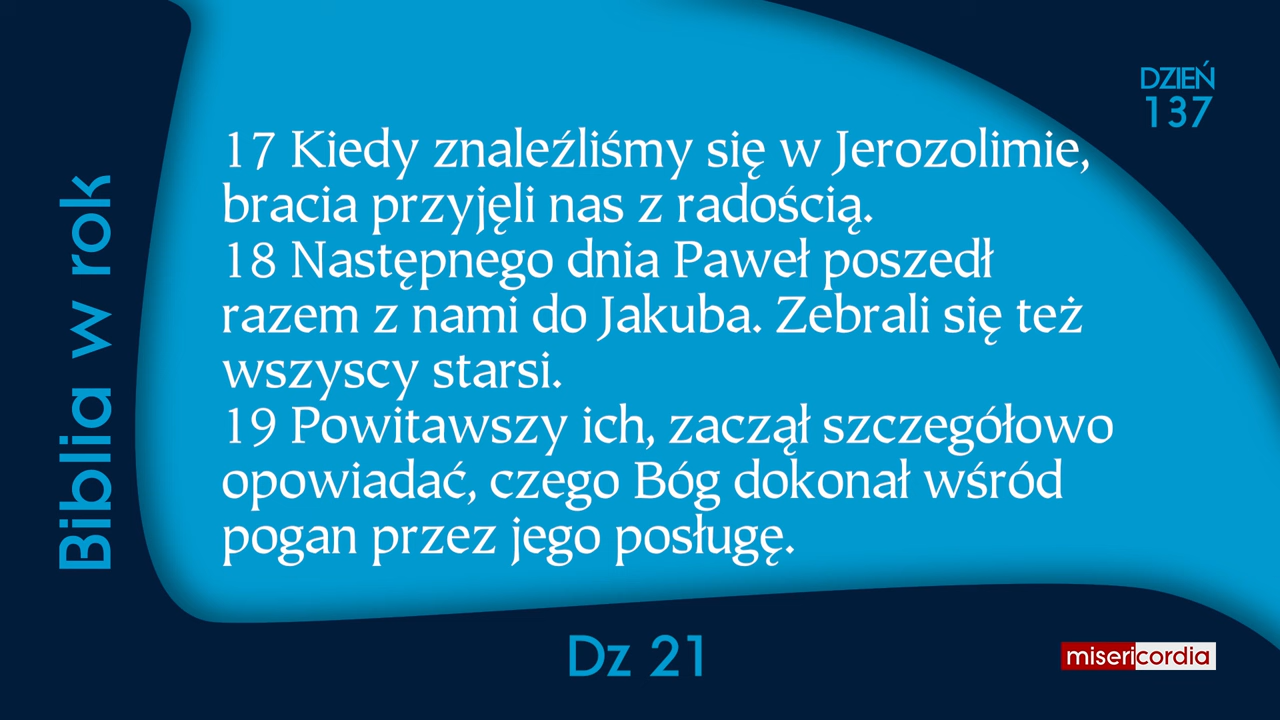 DZIEŃ
137
17 Kiedy znaleźliśmy się w Jerozolimie,
bracia przyjęli nas z radością.
18 Następnego dnia Paweł poszedł
razem z nami do Jakuba. Zebrali się też
wszyscy starsi.
19 Powitawszy ich, zaczął szczegółowo
opowiadać, czego Bóg dokonał wśród
pogan przez jego posługę.
Biblia w rok
Dz 21
misericordia